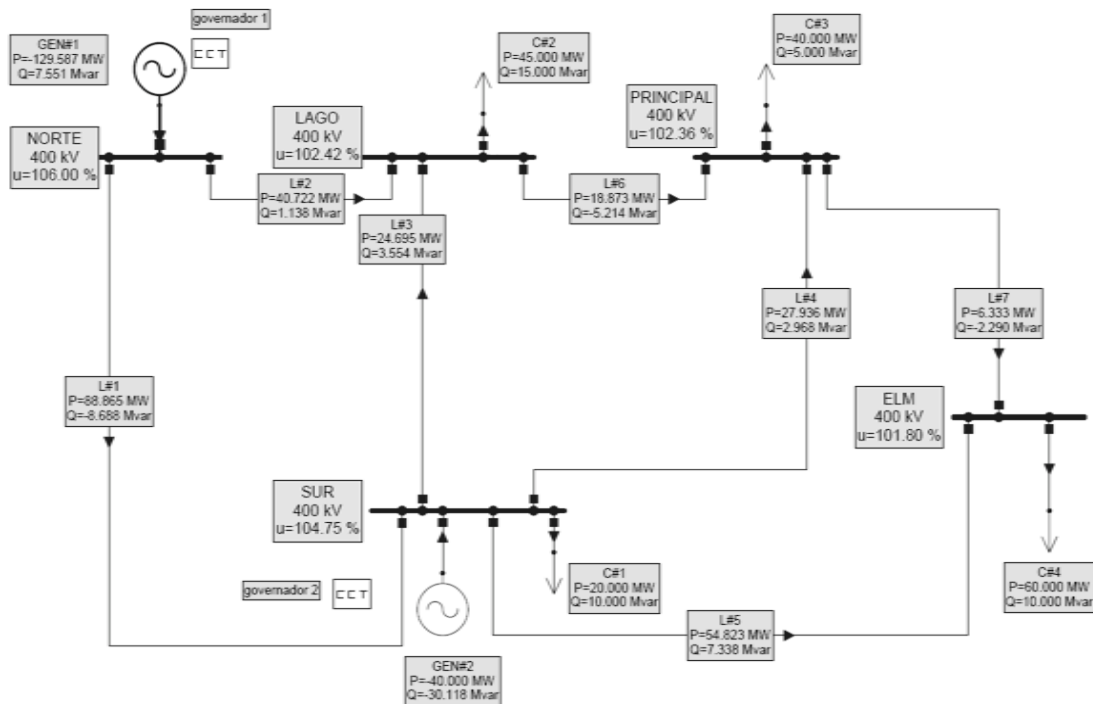 governador 1
GEN#1
P=-129.587 MW
Q=7.551 Mvar
CCT
NORTE
400 kV
u=106.00 %
LAGO
400 kV
u=102.42 %
C#2
P=45.000 MW
Q=15.000 Mvar
C#3
P=40.000 MW
Q=5.000 Mvar
PRINCIPAL
400 kV
u=102.36 %
L#2
P=40.722 MW
Q=1.138 Mvar
L#3
P=24.695 MW
Q=3.554 Mvar
L#6
P=18.873 MW
Q=-5.214 Mvar
L#4
P=27.936 MW
Q=2.968 Mvar
L#7
P=6.333 MW
Q=-2.290 Mvar
L#1
P=88.865 MW
Q=-8.688 Mvar
ELM
400 kV
u=101.80 %
SUR
400 kV
u=104.75 %
governador 2
CCT
C#1
P=20.000 MW
Q=10.000 Mvar
C#4
P=60.000 MW
Q=10.000 Mvar
L#5
P=54.823 MW
Q=7.338 Mvar
GEN#2
P=-40.000 MW
Q=-30.118 Mvar